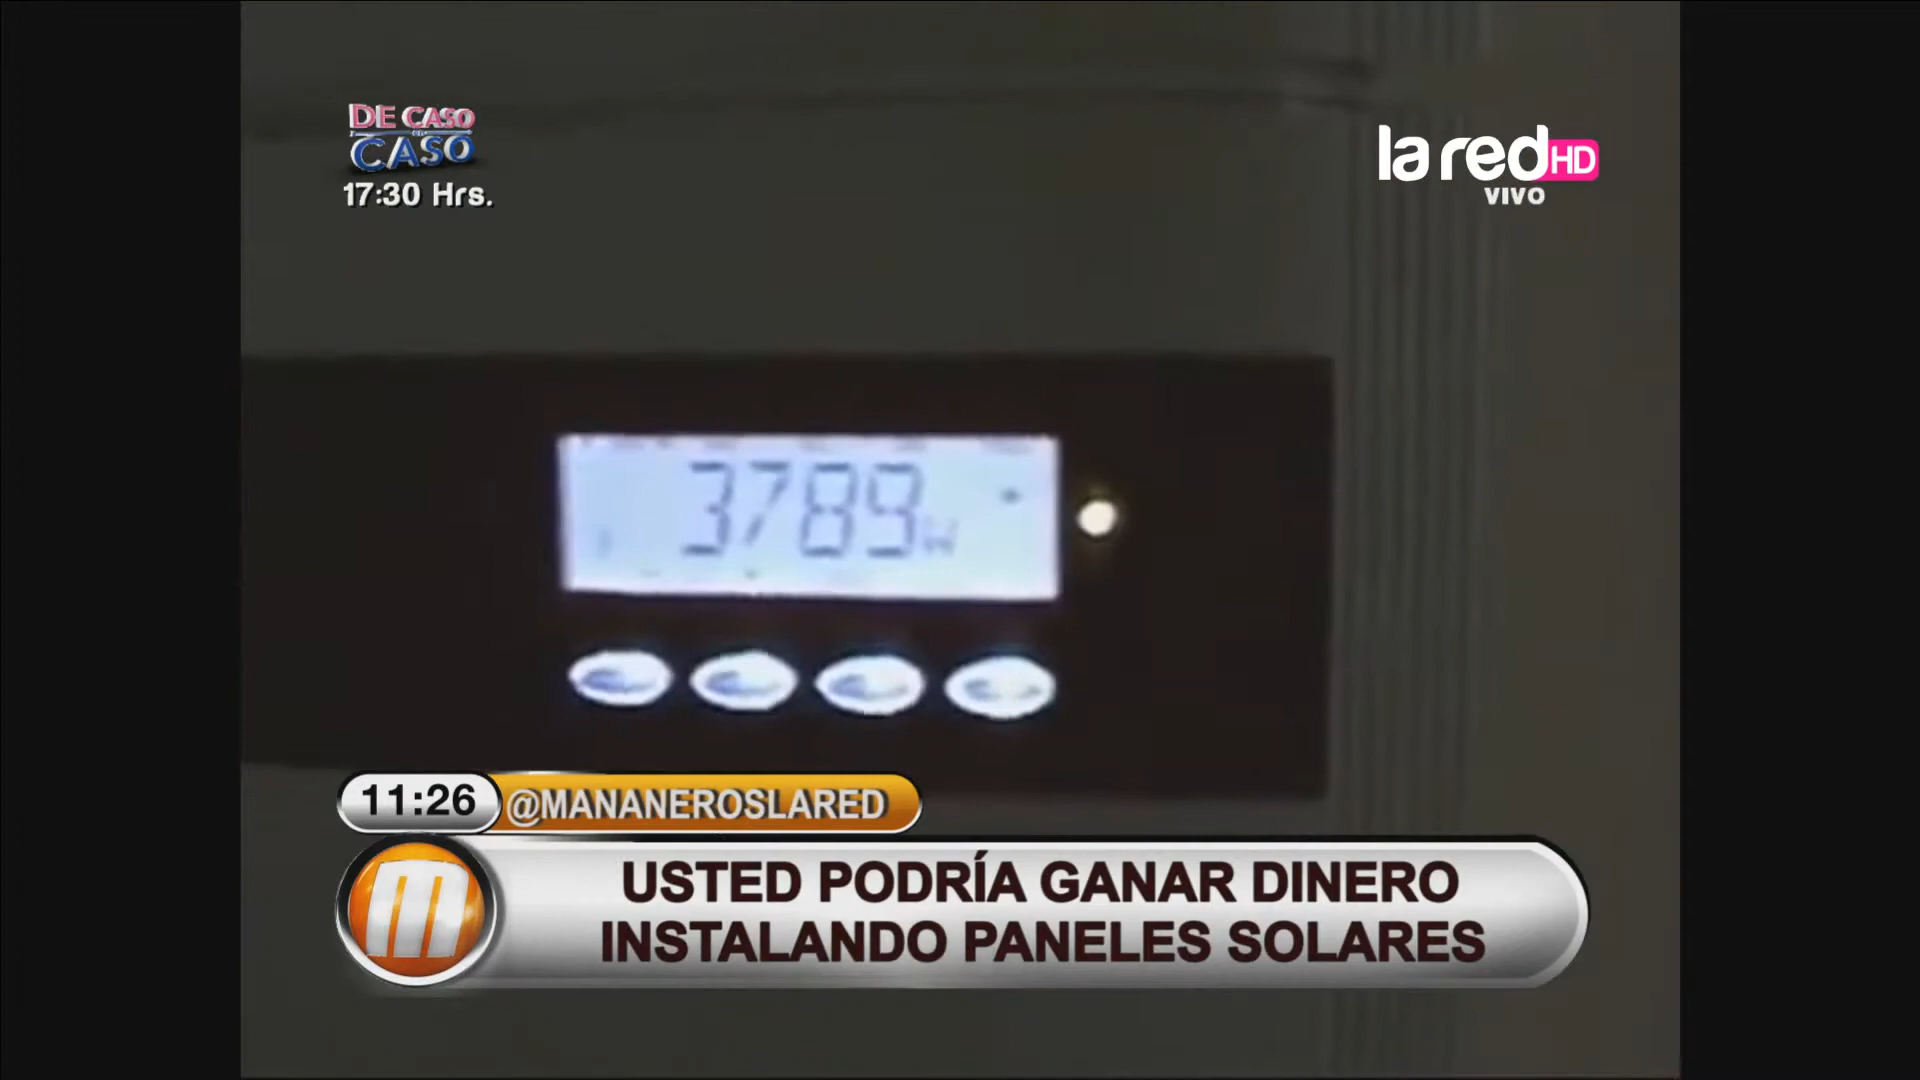 DE CASO
en
CASO
17:30 Hrs.
la red HD
VIVO
3789W
11:26 @MANANEROSLARED
m
USTED PODRÍA GANAR DINERO
INSTALANDO PANELES SOLARES